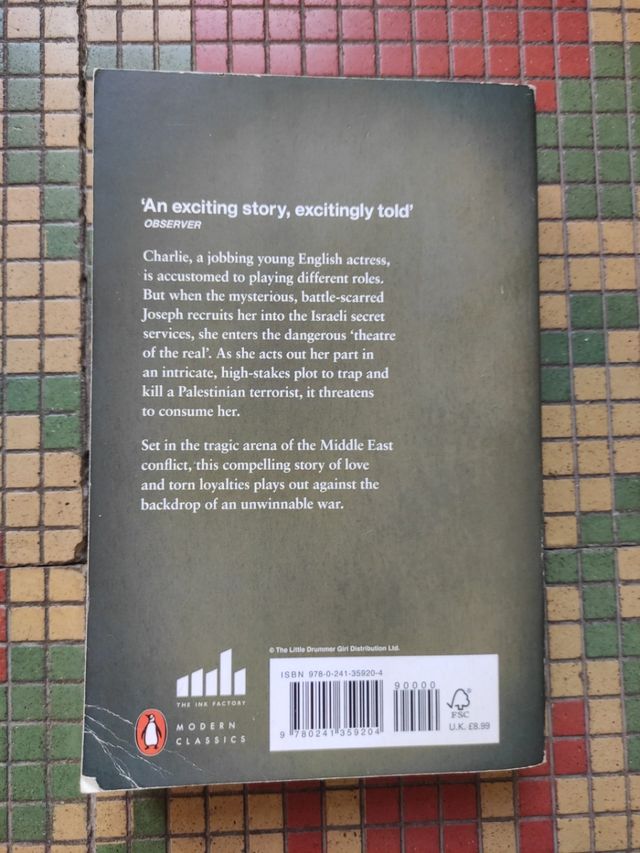 'An exciting story, excitingly told'
OBSERVER
Charlie, a jobbing young English actress,
is accustomed to playing different roles.
But when the mysterious, battle-scarred
Joseph recruits her into the Israeli secret
services, she enters the dangerous 'theatre
of the real'. As she acts out her part in
an intricate, high-stakes plot to trap and
kill a Palestinian terrorist, it threatens
to consume her.
Set in the tragic arena of the Middle East
conflict, this compelling story of love
and torn loyalties plays out against the
backdrop of an unwinnable war.
© The Little Drummer Girl Distribution Ltd.
THE INK FACTORY
MODERN
CLASSICS
ISBN 978-0-241-35920-4
90000
9 780241 359204
FSC
U.K. £8.99